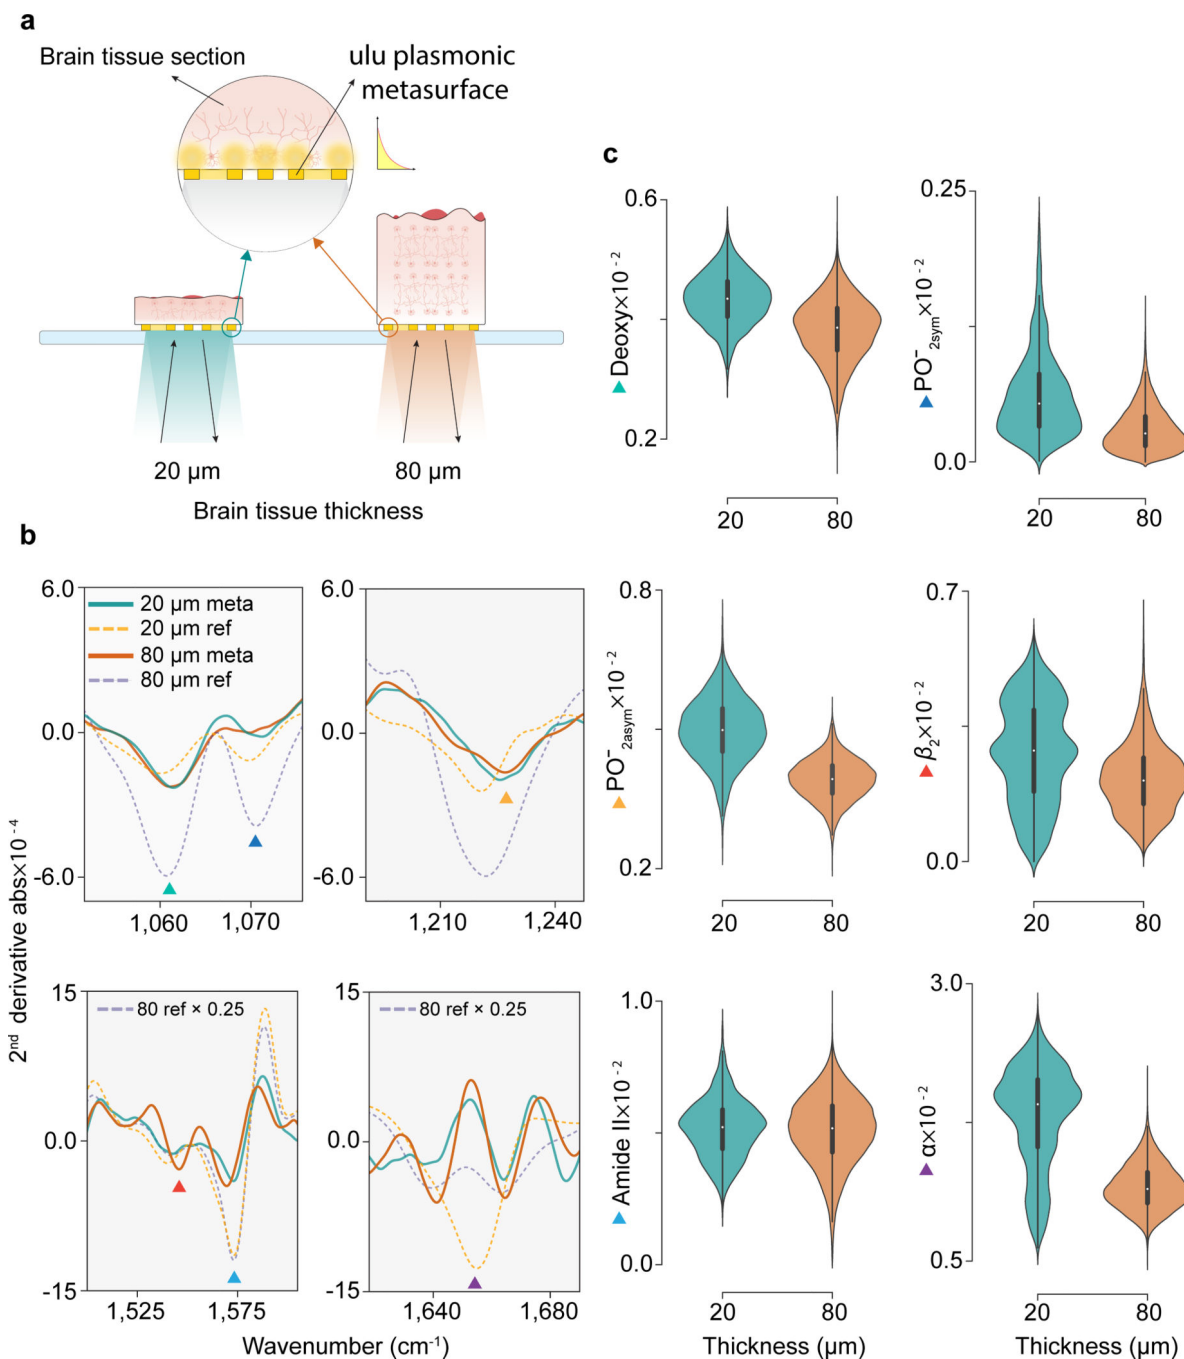 a
Brain tissue section
ulu plasmonic
metasurface
20 µm
80 µm
Brain tissue thickness
b
2nd derivative abs×10-4
6.0
0.0
-6.0
20 µm meta
20 µm ref
80 µm meta
80 µm ref
1,060
1,070
6.0
3.0
0.0
-6.0
1,210
1,240
15
0.0
-15
80 ref × 0.25
1,525
1,575
15
0.0
-15
80 ref × 0.25
1,640
1,680
Wavenumber (cm-1)
c
Deoxy×10-2
0.6
0.2
20
80
PO-2sym×10-2
0.25
0.0
20
80
PO-2asym×10-2
0.8
0.2
20
80
β2×10-2
0.7
0.0
20
80
Amide II×10-2
1.0
0.0
20
80
Thickness (µm)
α×10-2
3.0
0.5
20
80
Thickness (µm)